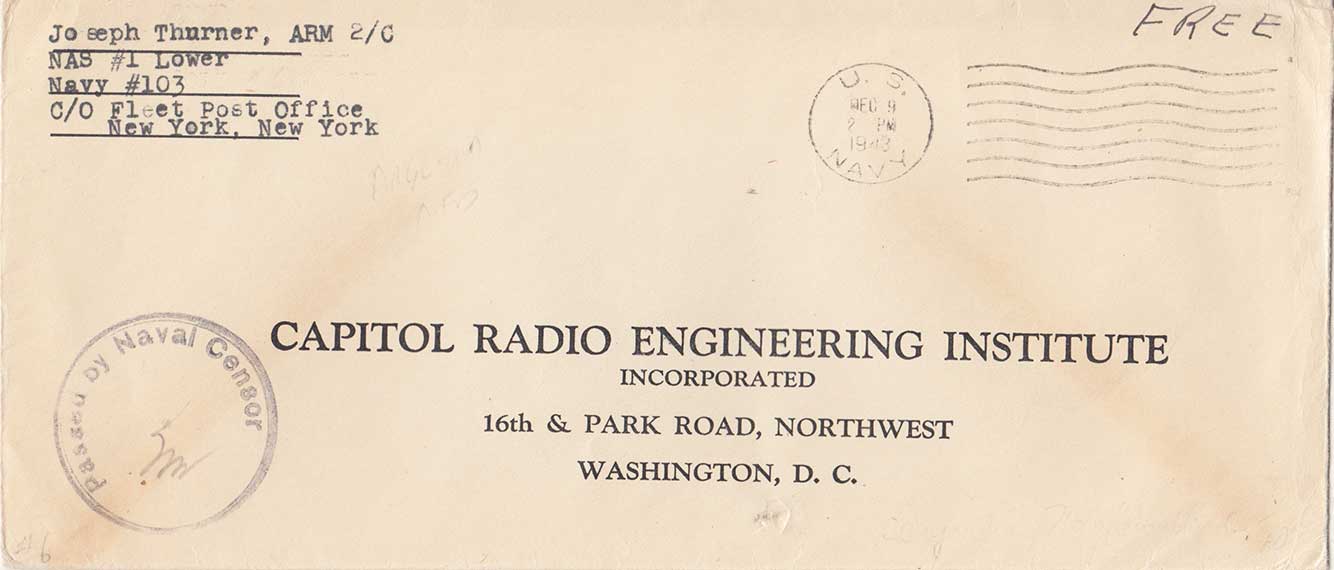 Joseph Thurner, ARM 2/C
NAS #1 Lower
Navy #103
C/O Fleet Post Office
New York, New York
FREE
U. S.
DEC 9
2 PM
1943
NAVY
Passed by Naval Censor
CAPITOL RADIO ENGINEERING INSTITUTE
INCORPORATED
16th & PARK ROAD, NORTHWEST
WASHINGTON, D. C.
#6